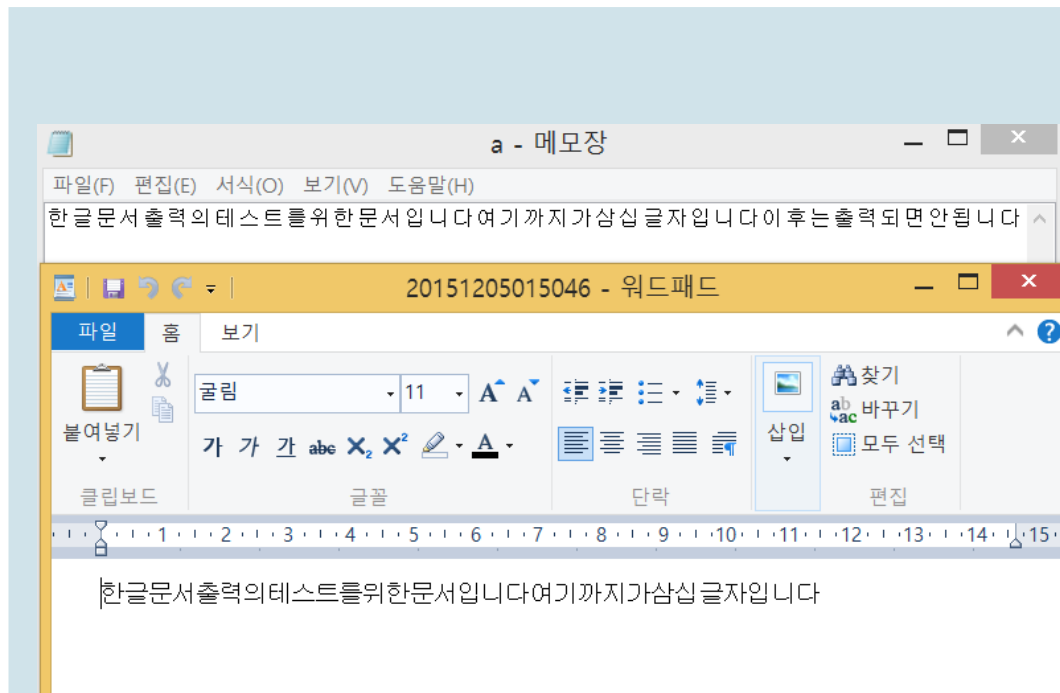 a - 메모장
파일(F) 편집(E) 서식(O) 보기(V) 도움말(H)
한글문서출력의테스트를위한문서입니다여기까지가삼십글자입니다이후는출력되면안됩니다
20151205015046 - 워드패드
파일 홈 보기
붙여넣기
굴림 11 A A
가 가 가 abc X₂ X² A
삽입
찾기
바꾸기
모두 선택
클립보드 글꼴 단락 편집
1 2 3 4 5 6 7 8 9 10 11 12 13 14 15
한글문서출력의테스트를위한문서입니다여기까지가삼십글자입니다